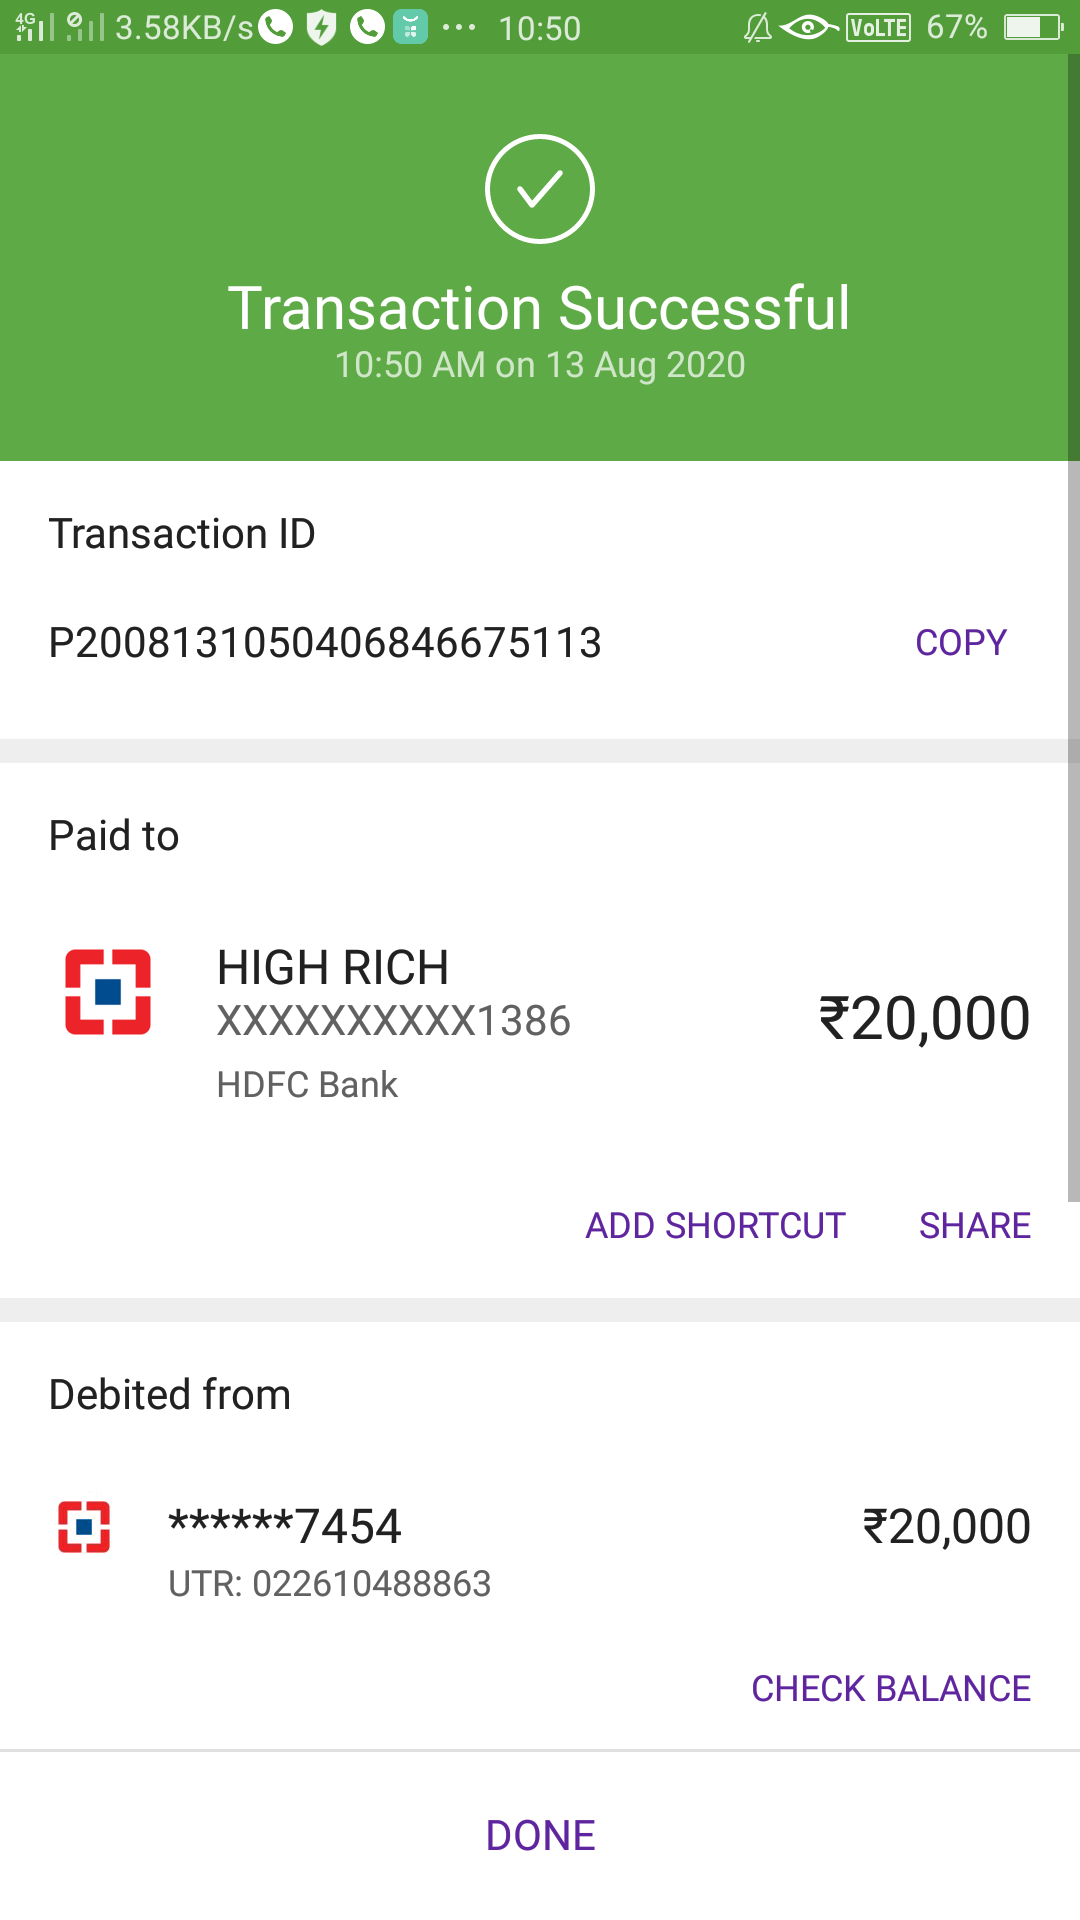 4G 3.58KB/s ... 10:50 VoLTE 67%
Transaction Successful
10:50 AM on 13 Aug 2020
Transaction ID
P2008131050406846675113 COPY
Paid to
HIGH RICH
XXXXXXXXXX1386 ₹20,000
HDFC Bank
ADD SHORTCUT SHARE
Debited from
******7454 ₹20,000
UTR: 022610488863
CHECK BALANCE
DONE